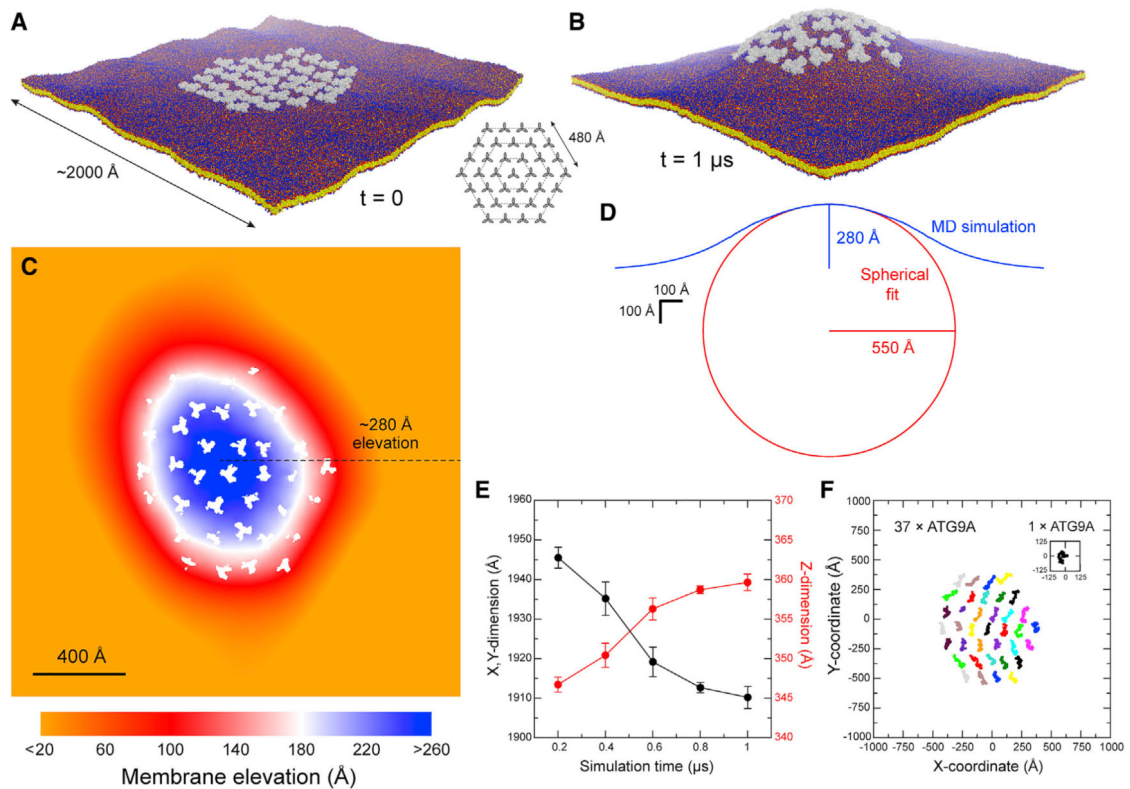 A
~2000 Å
t = 0
480 Å
B
t = 1 µs
C
~280 Å
elevation
400 Å
<20 60 100 140 180 220 >260
Membrane elevation (Å)
D
280 Å
MD simulation
100 Å
100 Å
Spherical
fit
550 Å
E
X,Y-dimension (Å)
1960
1950
1940
1930
1920
1910
1900
0.2 0.4 0.6 0.8 1
Simulation time (µs)
370
365
360
355
350
345
340
Z-dimension (Å)
F
37 × ATG9A
1 × ATG9A
125
0
-125
-125 0 125
Y-coordinate (Å)
1000
750
500
250
0
-250
-500
-750
-1000
-1000 -750 -500 -250 0 250 500 750 1000
X-coordinate (Å)